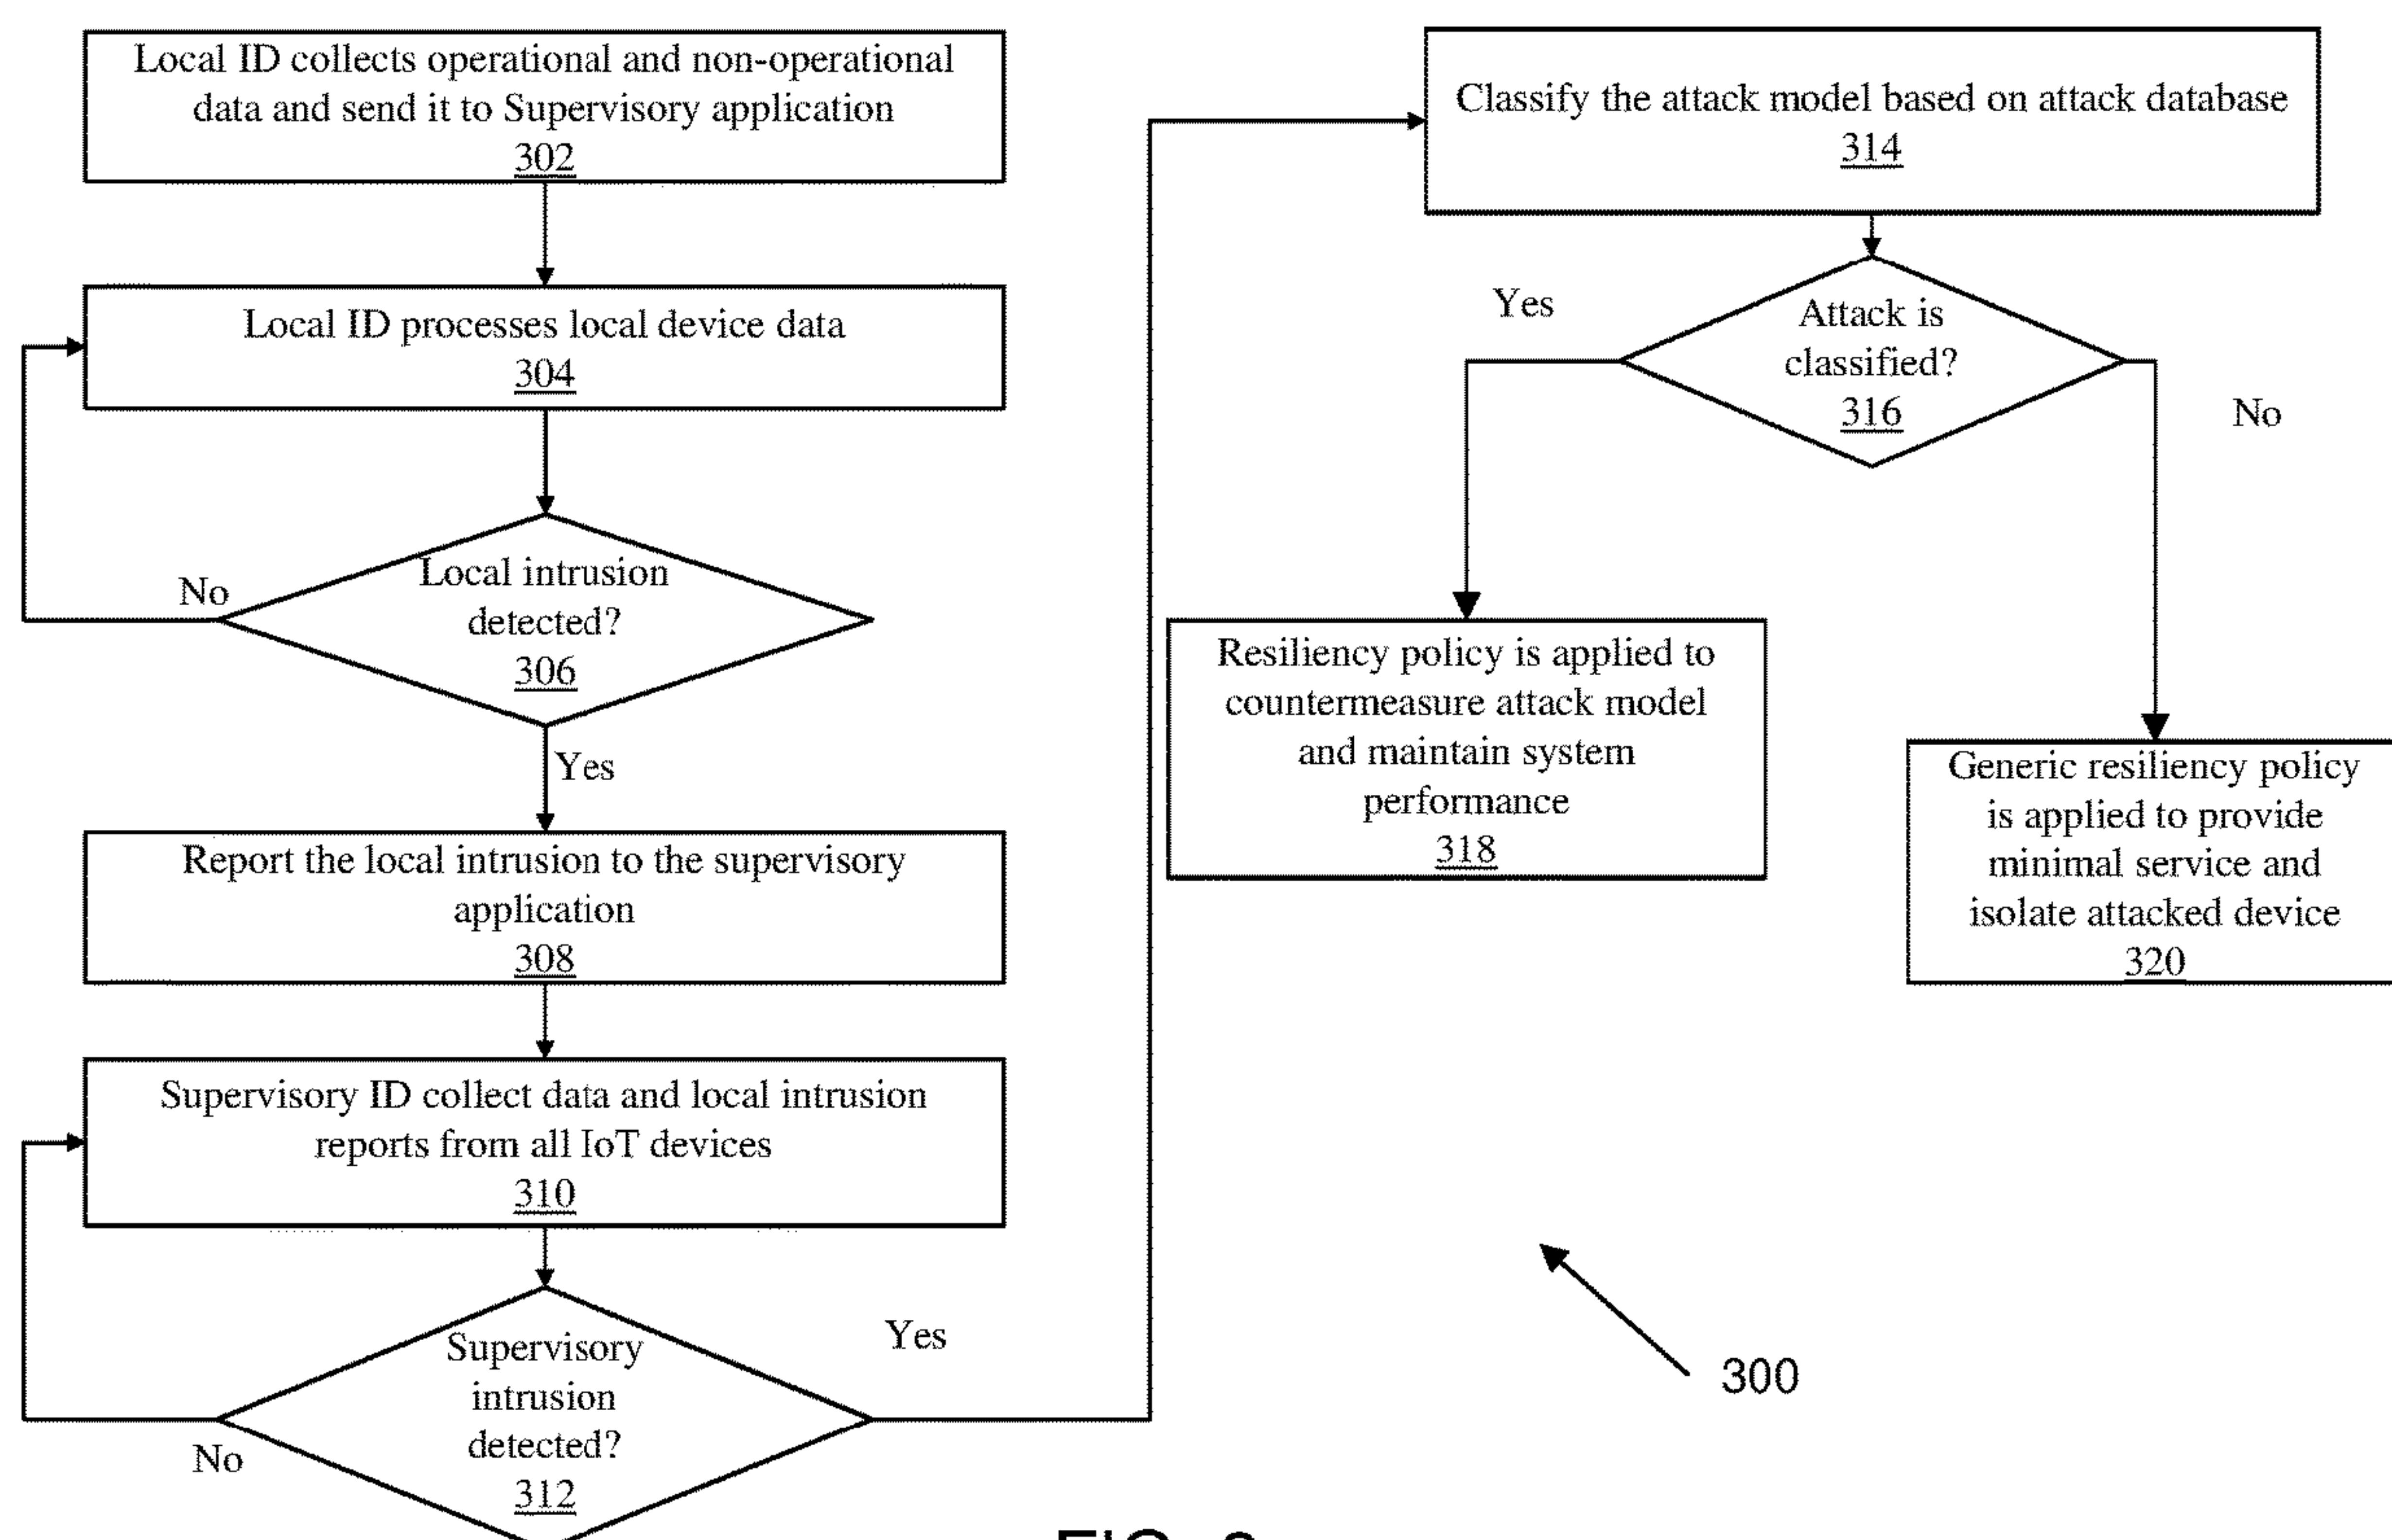 Local ID collects operational and non-operational
data and send it to Supervisory application
302
Local ID processes local device data
304
No
Local intrusion
detected?
306
Yes
Report the local intrusion to the supervisory
application
308
Supervisory ID collect data and local intrusion
reports from all IoT devices
310
Supervisory
intrusion
detected?
312
Yes
No
Classify the attack model based on attack database
314
Yes
Attack is
classified?
316
No
Resiliency policy is applied to
countermeasure attack model
and maintain system
performance
318
Generic resiliency policy
is applied to provide
minimal service and
isolate attacked device
320
300